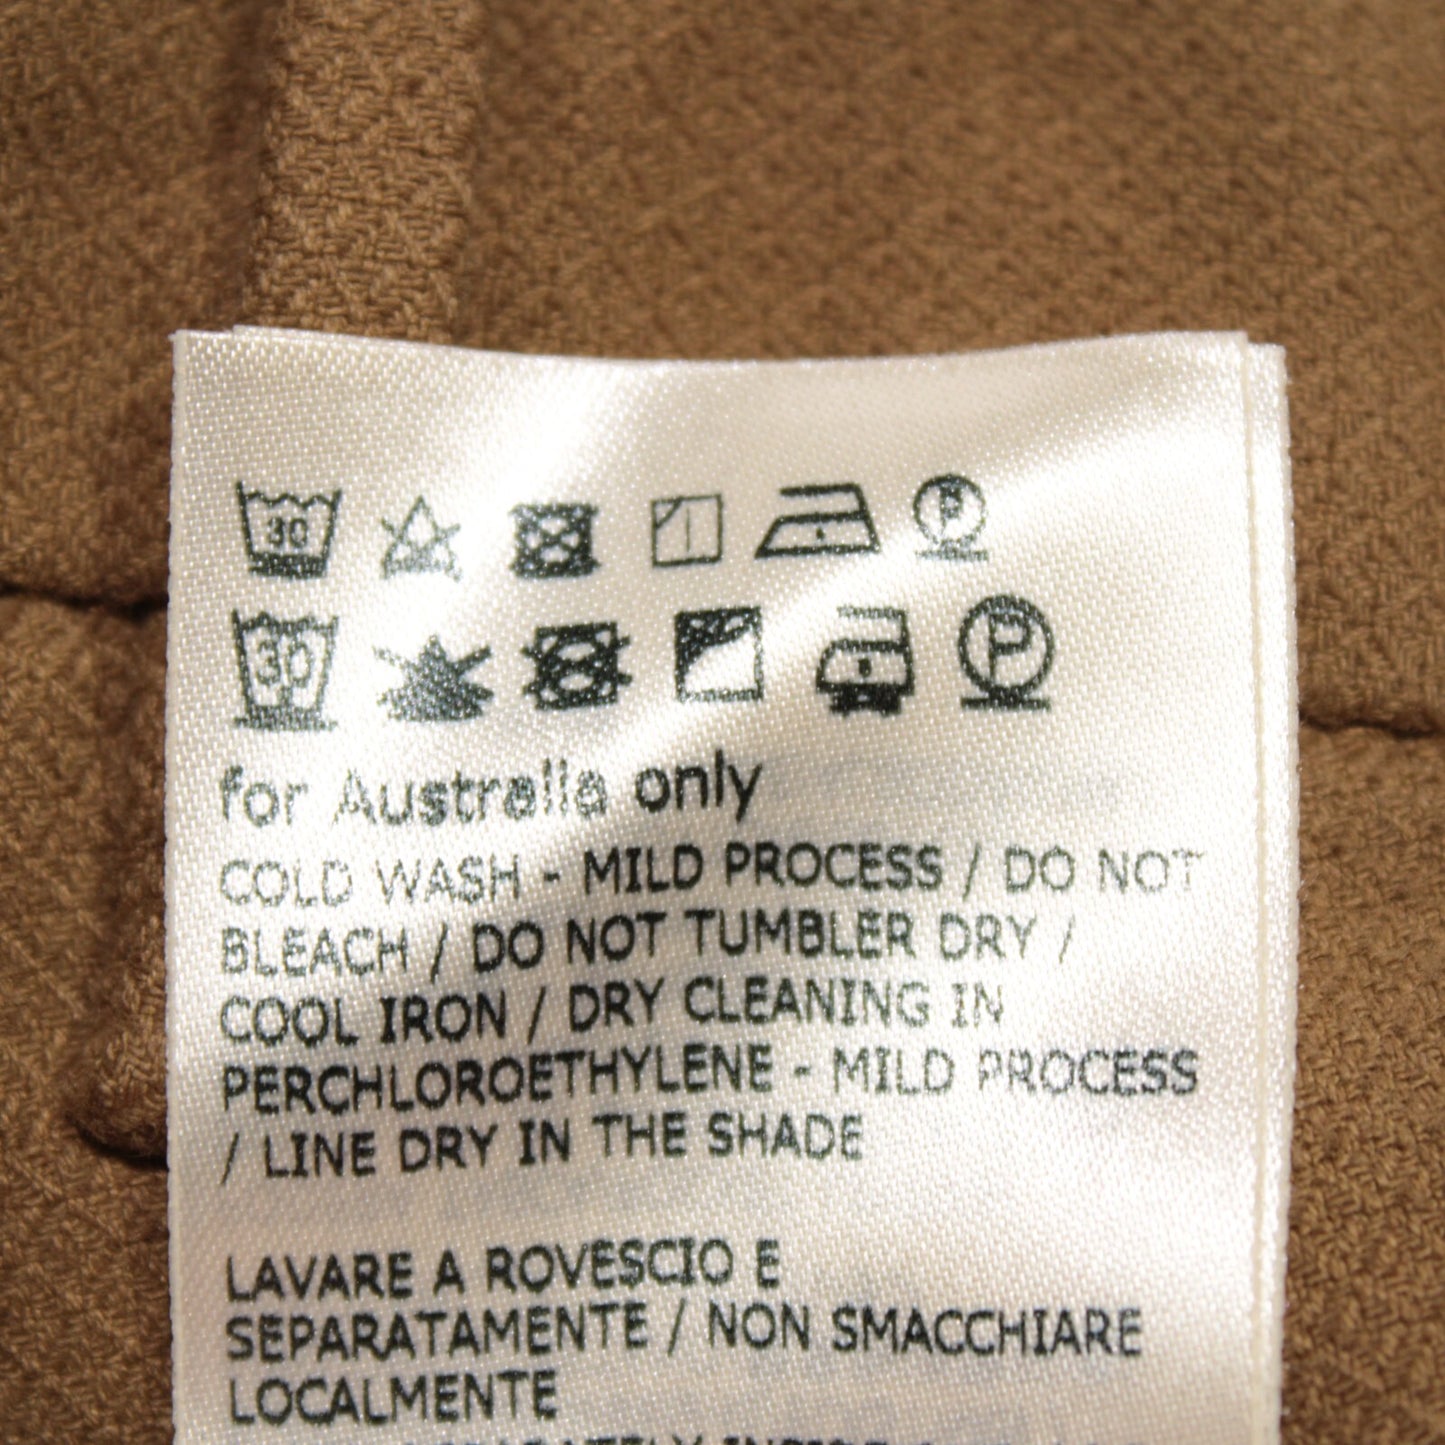 30 P
30 P
for Australia only
COLD WASH - MILD PROCESS / DO NOT
BLEACH / DO NOT TUMBLER DRY /
COOL IRON / DRY CLEANING IN
PERCHLOROETHYLENE - MILD PROCESS
/ LINE DRY IN THE SHADE
LAVARE A ROVESCIO E
SEPARATAMENTE / NON SMACCHIARE
LOCALMENTE